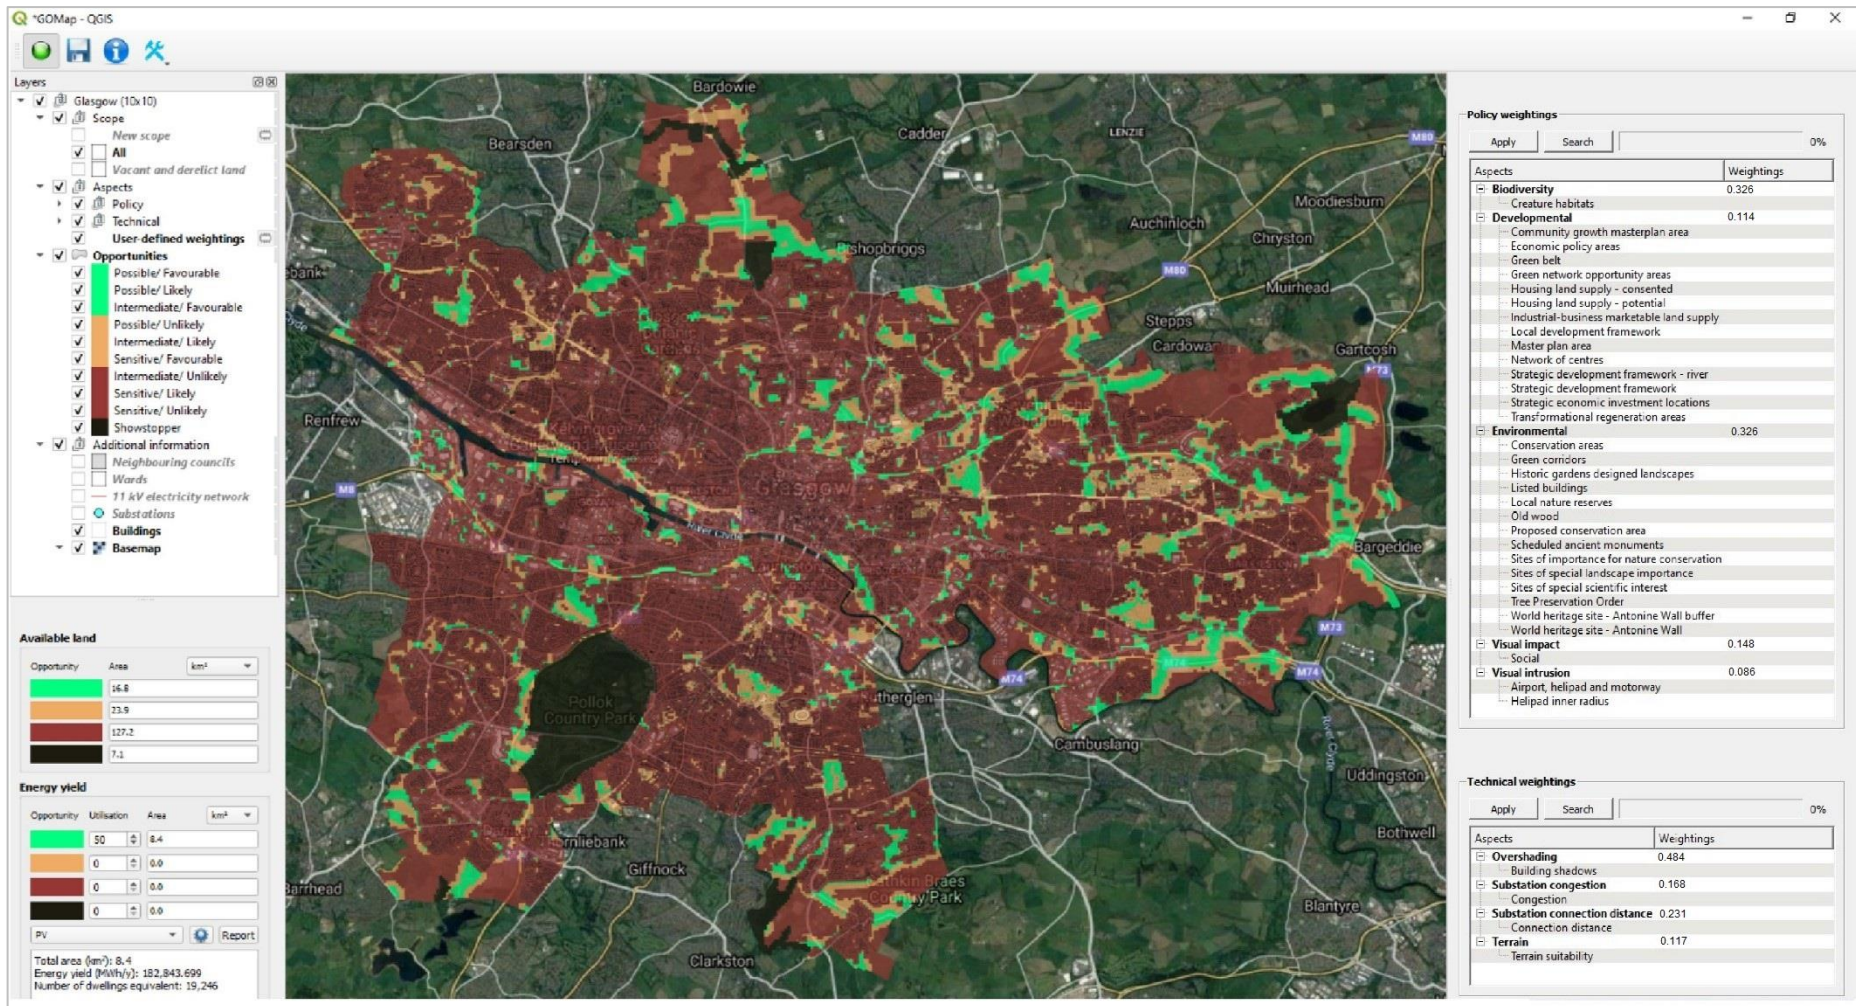 *GOMap - QGIS
Layers
Glasgow (10x10)
Scope
New scope
All
Vacant and derelict land
Aspects
Policy
Technical
User-defined weightings
Opportunities
Possible/ Favourable
Possible/ Likely
Intermediate/ Favourable
Possible/ Unlikely
Intermediate/ Likely
Sensitive/ Favourable
Intermediate/ Unlikely
Sensitive/ Likely
Sensitive/ Unlikely
Showstopper
Additional information
Neighbouring councils
Wards
11 kV electricity network
Substations
Buildings
Basemap
Available land
Opportunity Area km²
16.8
23.9
127.2
7.1
Energy yield
Opportunity Utilisation Area km²
50 8.4
0 0.0
0 0.0
0 0.0
PV Report
Total area (km²): 8.4
Energy yield (MWh/y): 182,843.699
Number of dwellings equivalent: 19,246
Bardowie
Bearsden
Cadder
LENZIE
M80
Moodiesburn
Auchinloch
Chryston
Bishopbriggs
ebank
M80
Muirhead
Clyde
Stepps
Cardowan
Gartcosh
M73
Renfrew
Glasgow
M8
River Clyde
Bargeddie
M73
M74
M74
M74
Pollok
Country Park
therglen
Cambuslang
River Clyde
Uddingston
Bothwell
ornliebank
Giffnock
Barrhead
Cathkin Braes
Country Park
Blantyre
Clarkston
Policy weightings
Apply Search 0%
Aspects Weightings
Biodiversity 0.326
Creature habitats
Developmental 0.114
Community growth masterplan area
Economic policy areas
Green belt
Green network opportunity areas
Housing land supply - consented
Housing land supply - potential
Industrial-business marketable land supply
Local development framework
Master plan area
Network of centres
Strategic development framework - river
Strategic development framework
Strategic economic investment locations
Transformational regeneration areas
Environmental 0.326
Conservation areas
Green corridors
Historic gardens designed landscapes
Listed buildings
Local nature reserves
Old wood
Proposed conservation area
Scheduled ancient monuments
Sites of importance for nature conservation
Sites of special landscape importance
Sites of special scientific interest
Tree Preservation Order
World heritage site - Antonine Wall buffer
World heritage site - Antonine Wall
Visual impact 0.148
Social
Visual intrusion 0.086
Airport, helipad and motorway
Helipad inner radius
Technical weightings
Apply Search 0%
Aspects Weightings
Overshading 0.484
Building shadows
Substation congestion 0.168
Congestion
Substation connection distance 0.231
Connection distance
Terrain 0.117
Terrain suitability